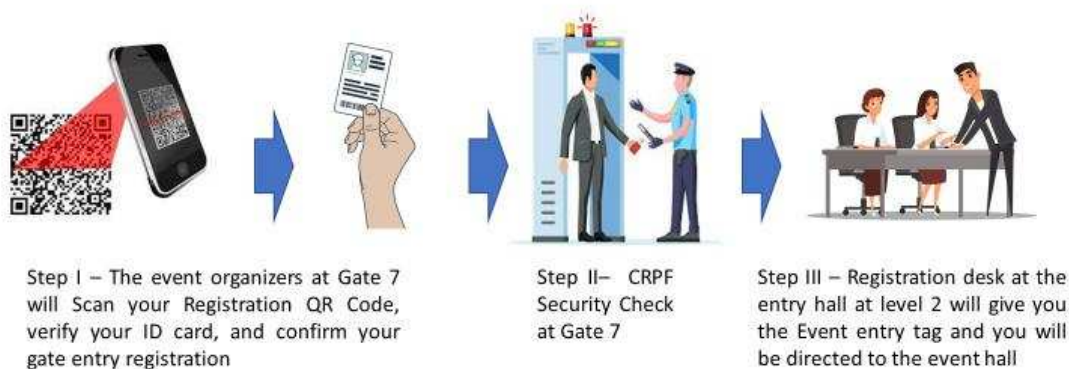 Step I – The event organizers at Gate 7
will Scan your Registration QR Code,
verify your ID card, and confirm your
gate entry registration
Step II– CRPF
Security Check
at Gate 7
Step III – Registration desk at the
entry hall at level 2 will give you
the Event entry tag and you will
be directed to the event hall